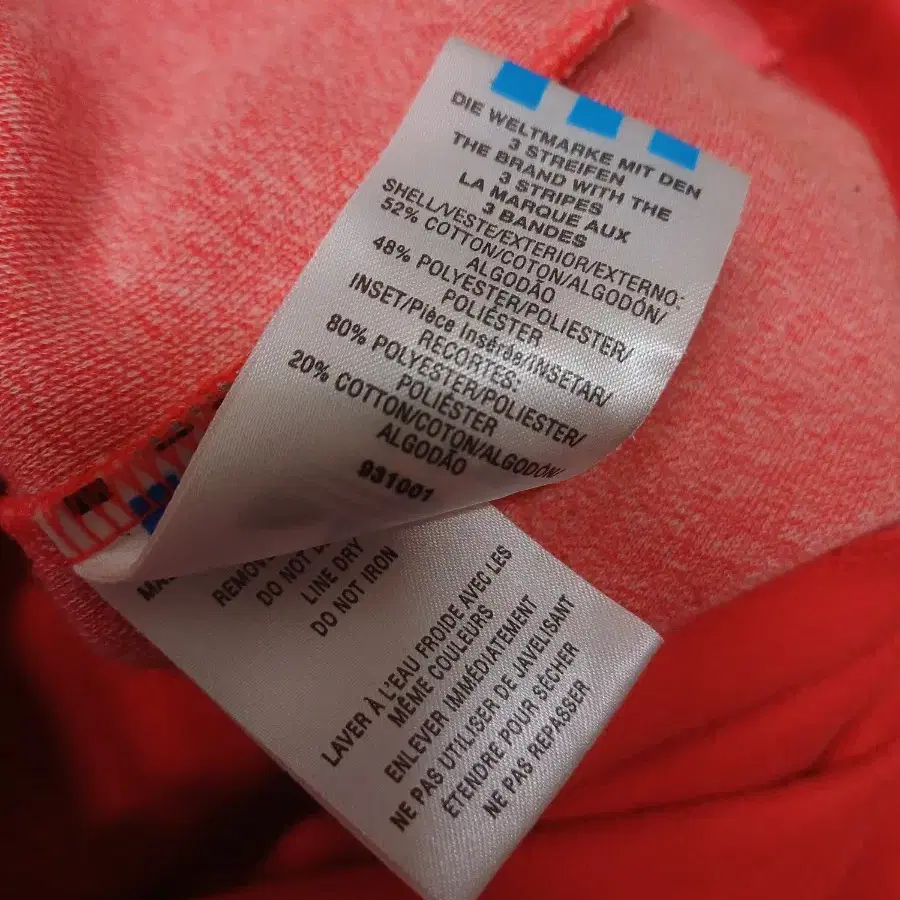 DIE WELTMARKE MIT DEN
3 STREIFEN
THE BRAND WITH THE
3 STRIPES
LA MARQUE AUX
3 BANDES
SHELL/VESTE/EXTERIOR/EXTERNO:
52% COTTON/COTON/ALGODÓN/
ALGODÃO
48% POLYESTER/POLIESTER/
POLIÉSTER
INSET/Pièce Insérée/INSETAR/
RECORTES:
80% POLYESTER/POLIESTER/
POLIÉSTER
20% COTTON/COTON/ALGODÓN/
ALGODÃO
931001
LINE DRY
DO NOT IRON
LAVER À L'EAU FROIDE AVEC LES
MÊME COULEURS
ENLEVER IMMÉDIATEMENT
NE PAS UTILISER DE JAVELISANT
ÉTENDRE POUR SÉCHER
NE PAS REPASSER